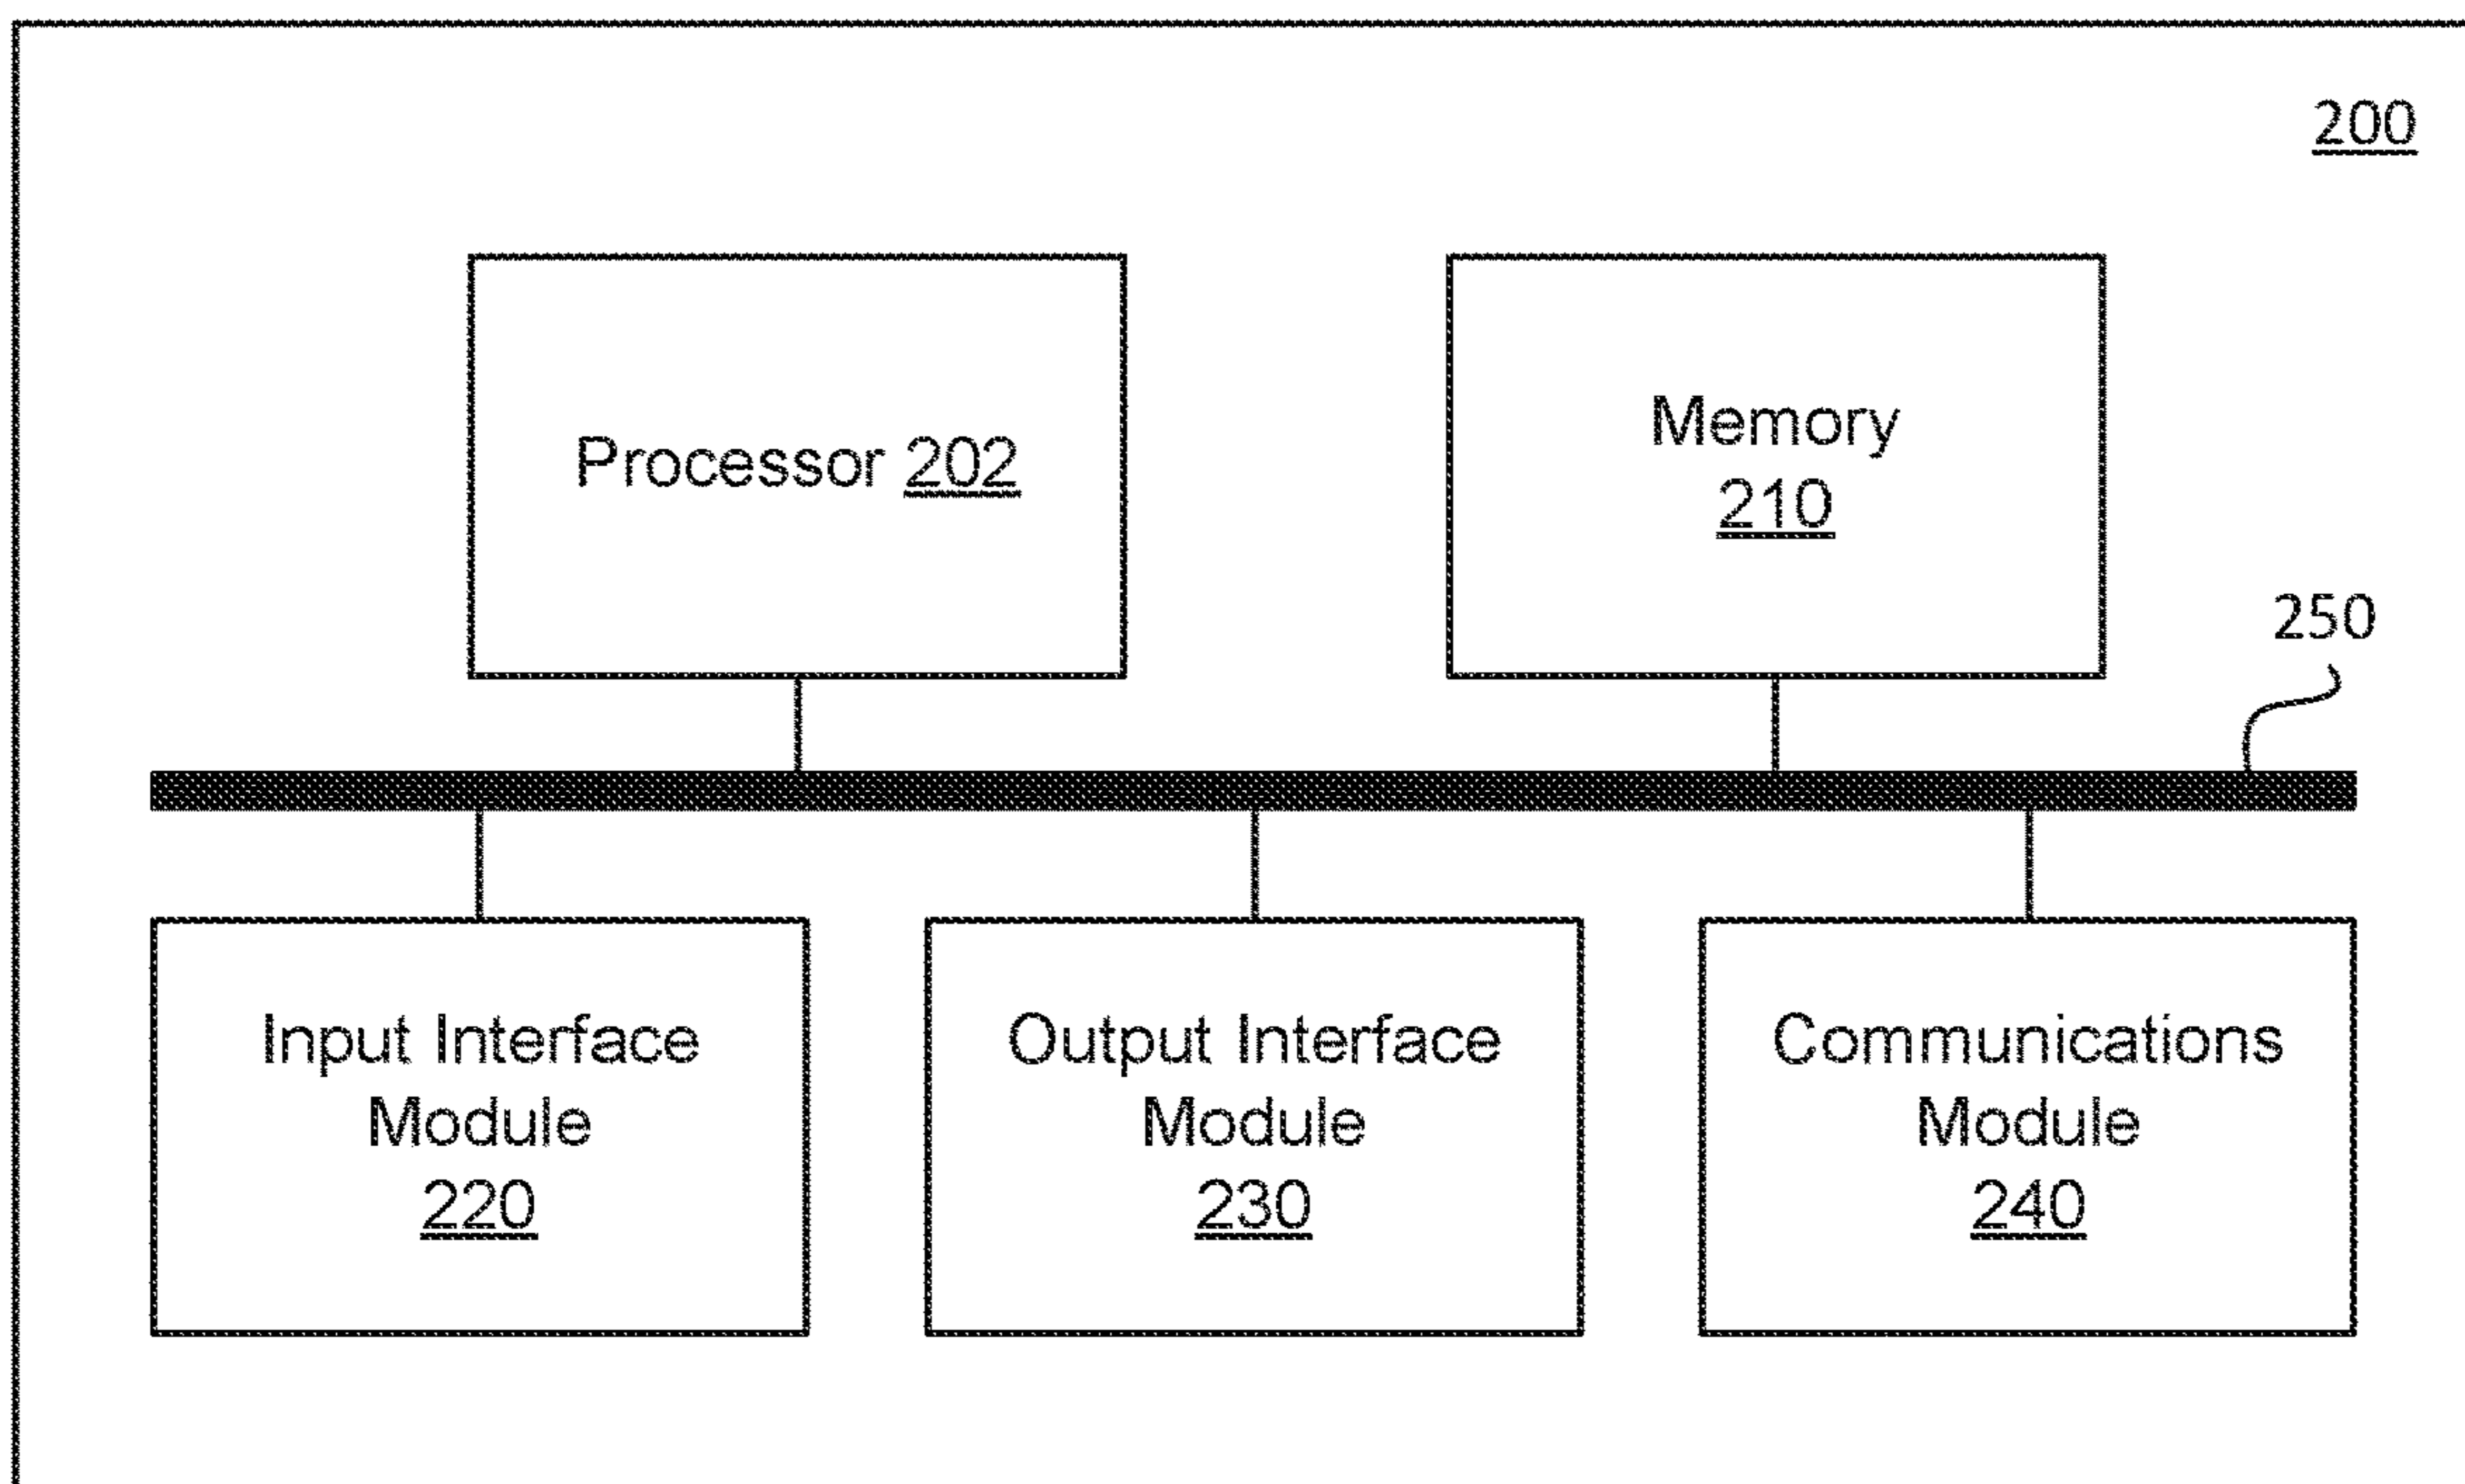 200
Processor 202
Memory
210
250
Input Interface
Module
220
Output Interface
Module
230
Communications
Module
240